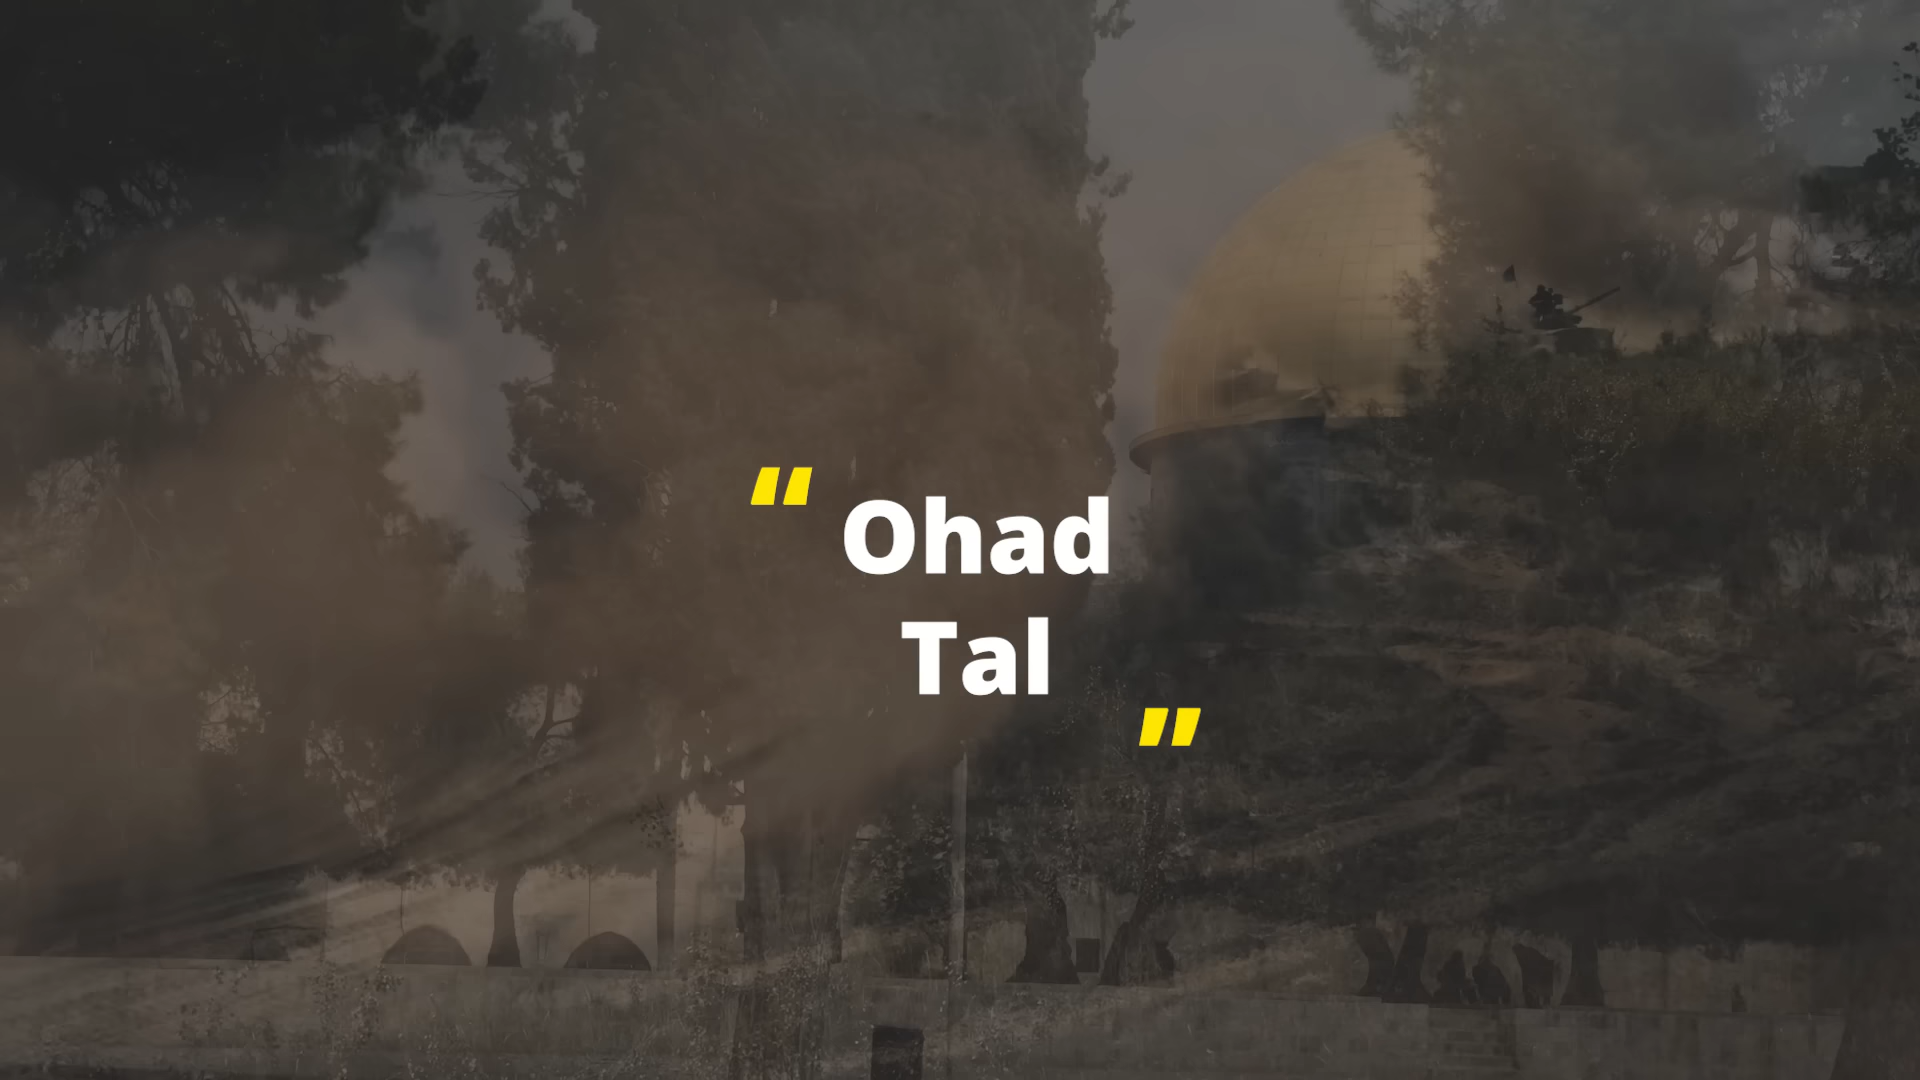 “ Ohad
Tal ”